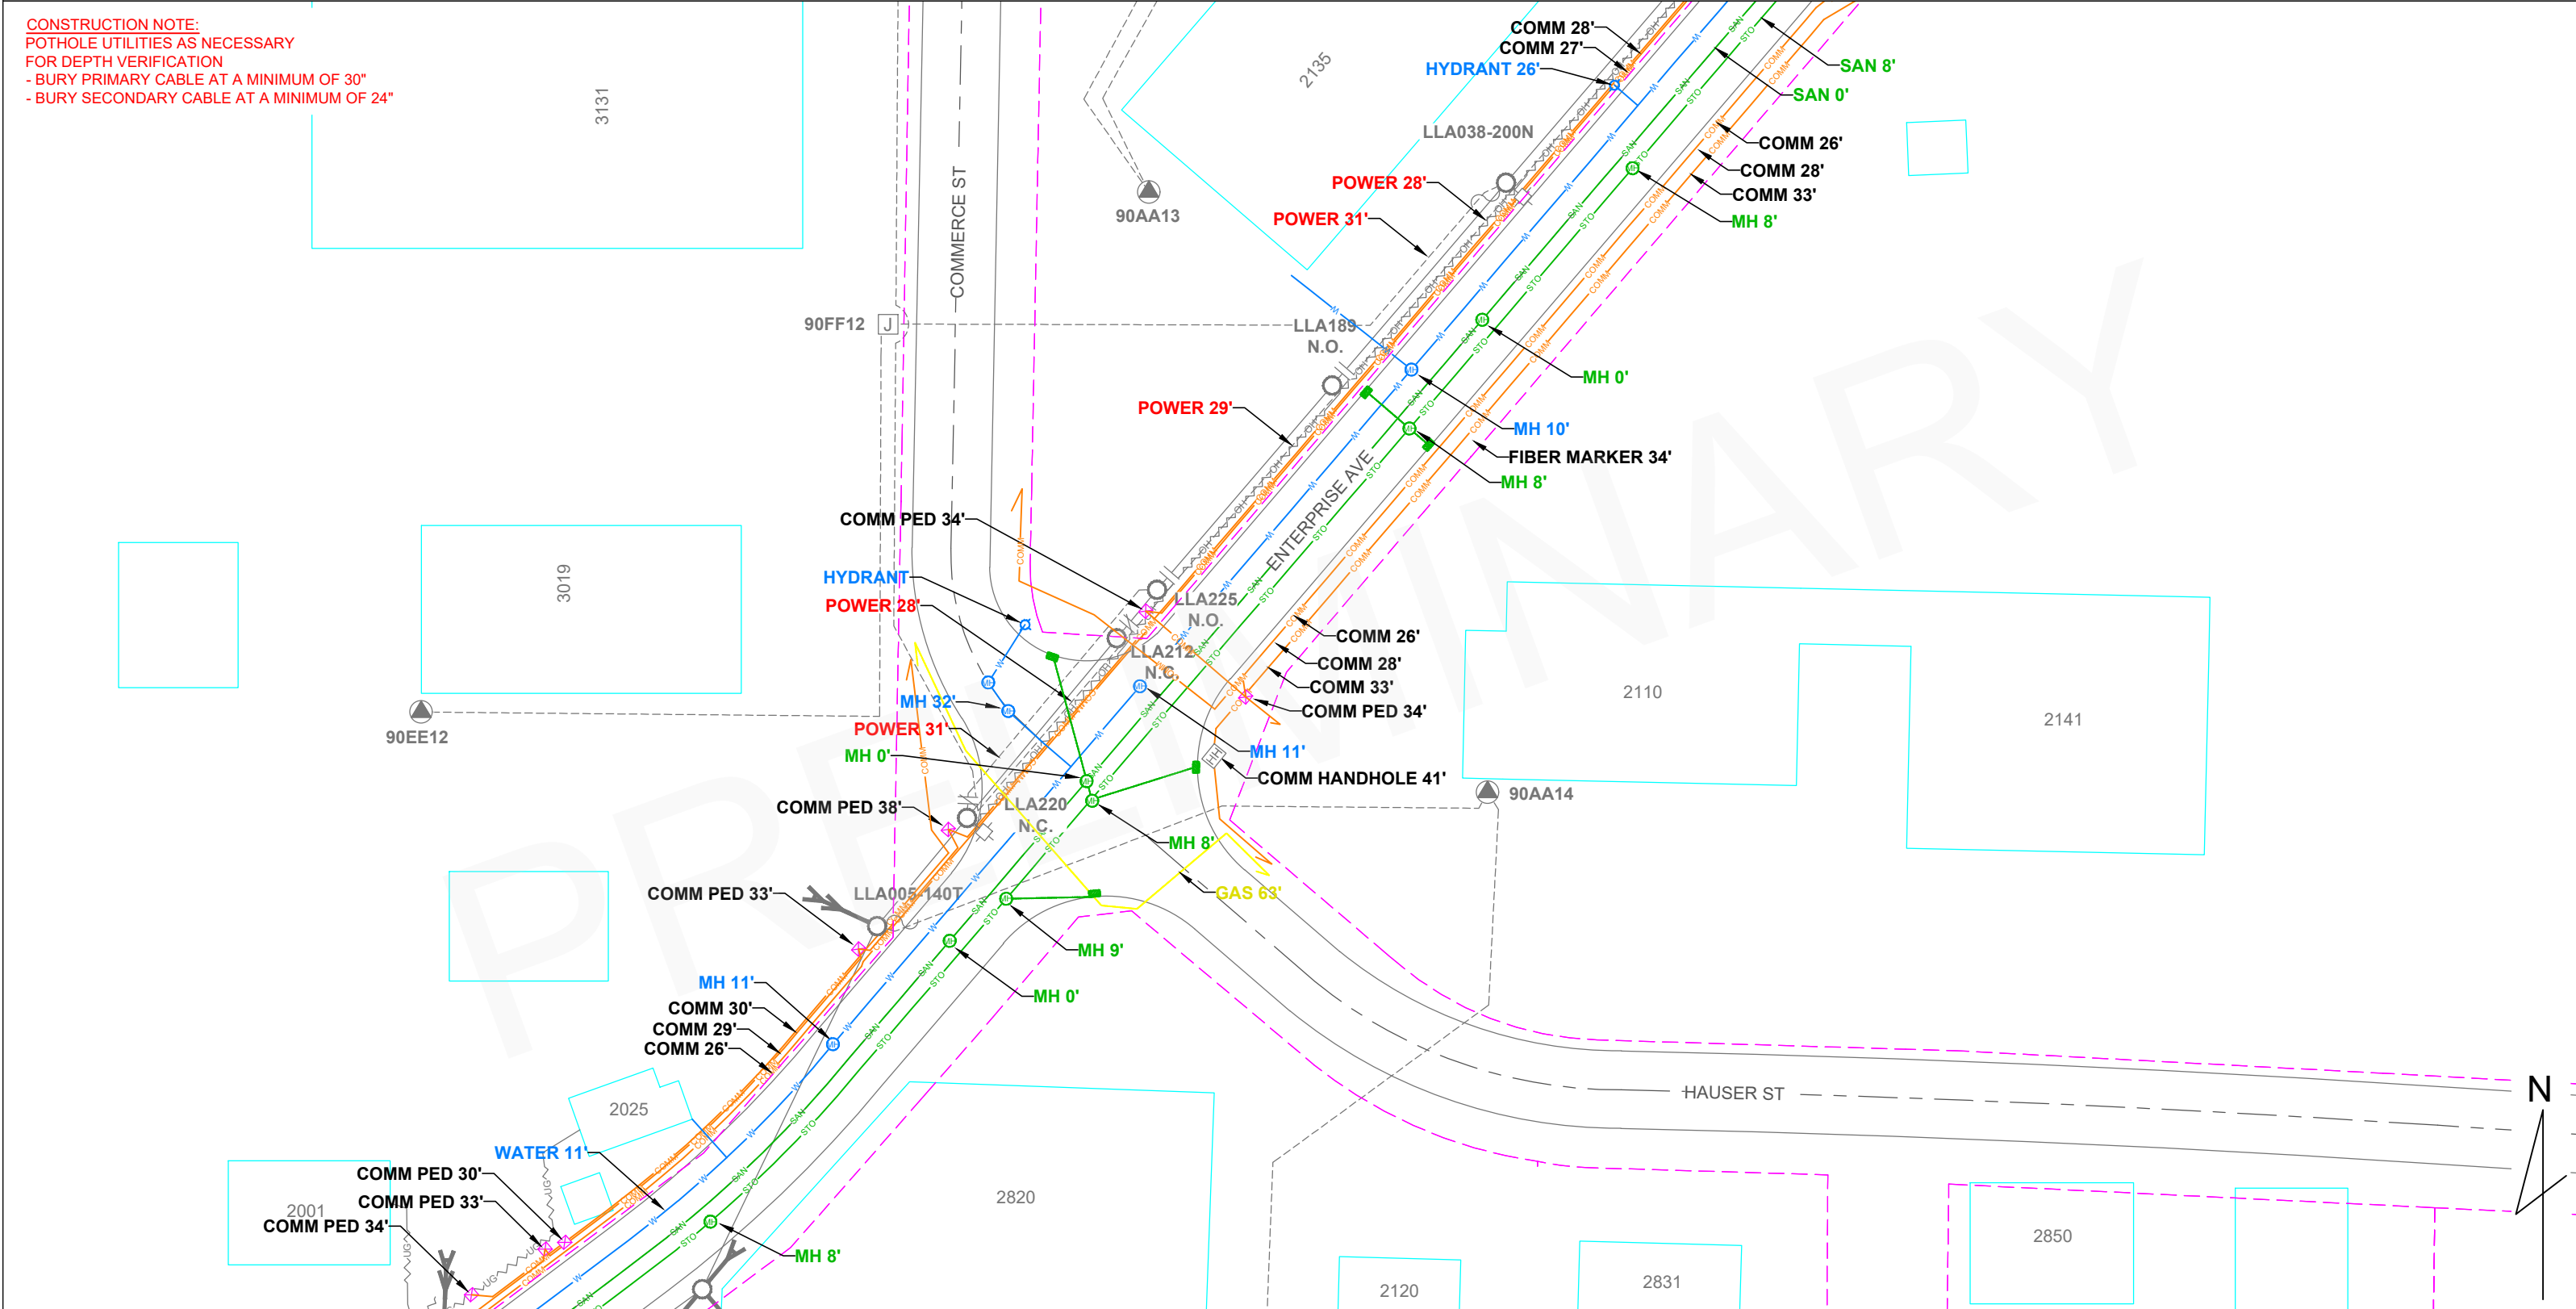 CONSTRUCTION NOTE:
POTHOLE UTILITIES AS NECESSARY
FOR DEPTH VERIFICATION
- BURY PRIMARY CABLE AT A MINIMUM OF 30"
- BURY SECONDARY CABLE AT A MINIMUM OF 24"
3131
COMMERCE ST
2135
COMM 28'
COMM 27'
HYDRANT 26'
SAN 8'
SAN 0'
LLA038-200N
COMM 26'
COMM 28'
COMM 33'
MH 8'
POWER 28'
POWER 31'
90AA13
90FF12
J
LLA189
N.O.
MH 0'
POWER 29'
MH 10'
FIBER MARKER 34'
MH 8'
ENTERPRISE AVE
COMM PED 34'
3019
HYDRANT
POWER 28'
LLA225
N.O.
LLA212
N.C.
COMM 26'
COMM 28'
COMM 33'
COMM PED 34'
MH 32'
POWER 31'
MH 0'
MH 11'
COMM HANDHOLE 41'
HH
2110
2141
90EE12
90AA14
COMM PED 38'
LLA220
N.C.
MH 8'
GAS 63'
COMM PED 33'
LLA005-140T
MH 9'
MH 0'
MH 11'
COMM 30'
COMM 29'
COMM 26'
2025
WATER 11'
COMM PED 30'
COMM PED 33'
COMM PED 34'
2001
MH 8'
2820
HAUSER ST
N
2120
2831
2850
PRELIMINARY
W
SAN
STO
COMM
OH
UG
MH